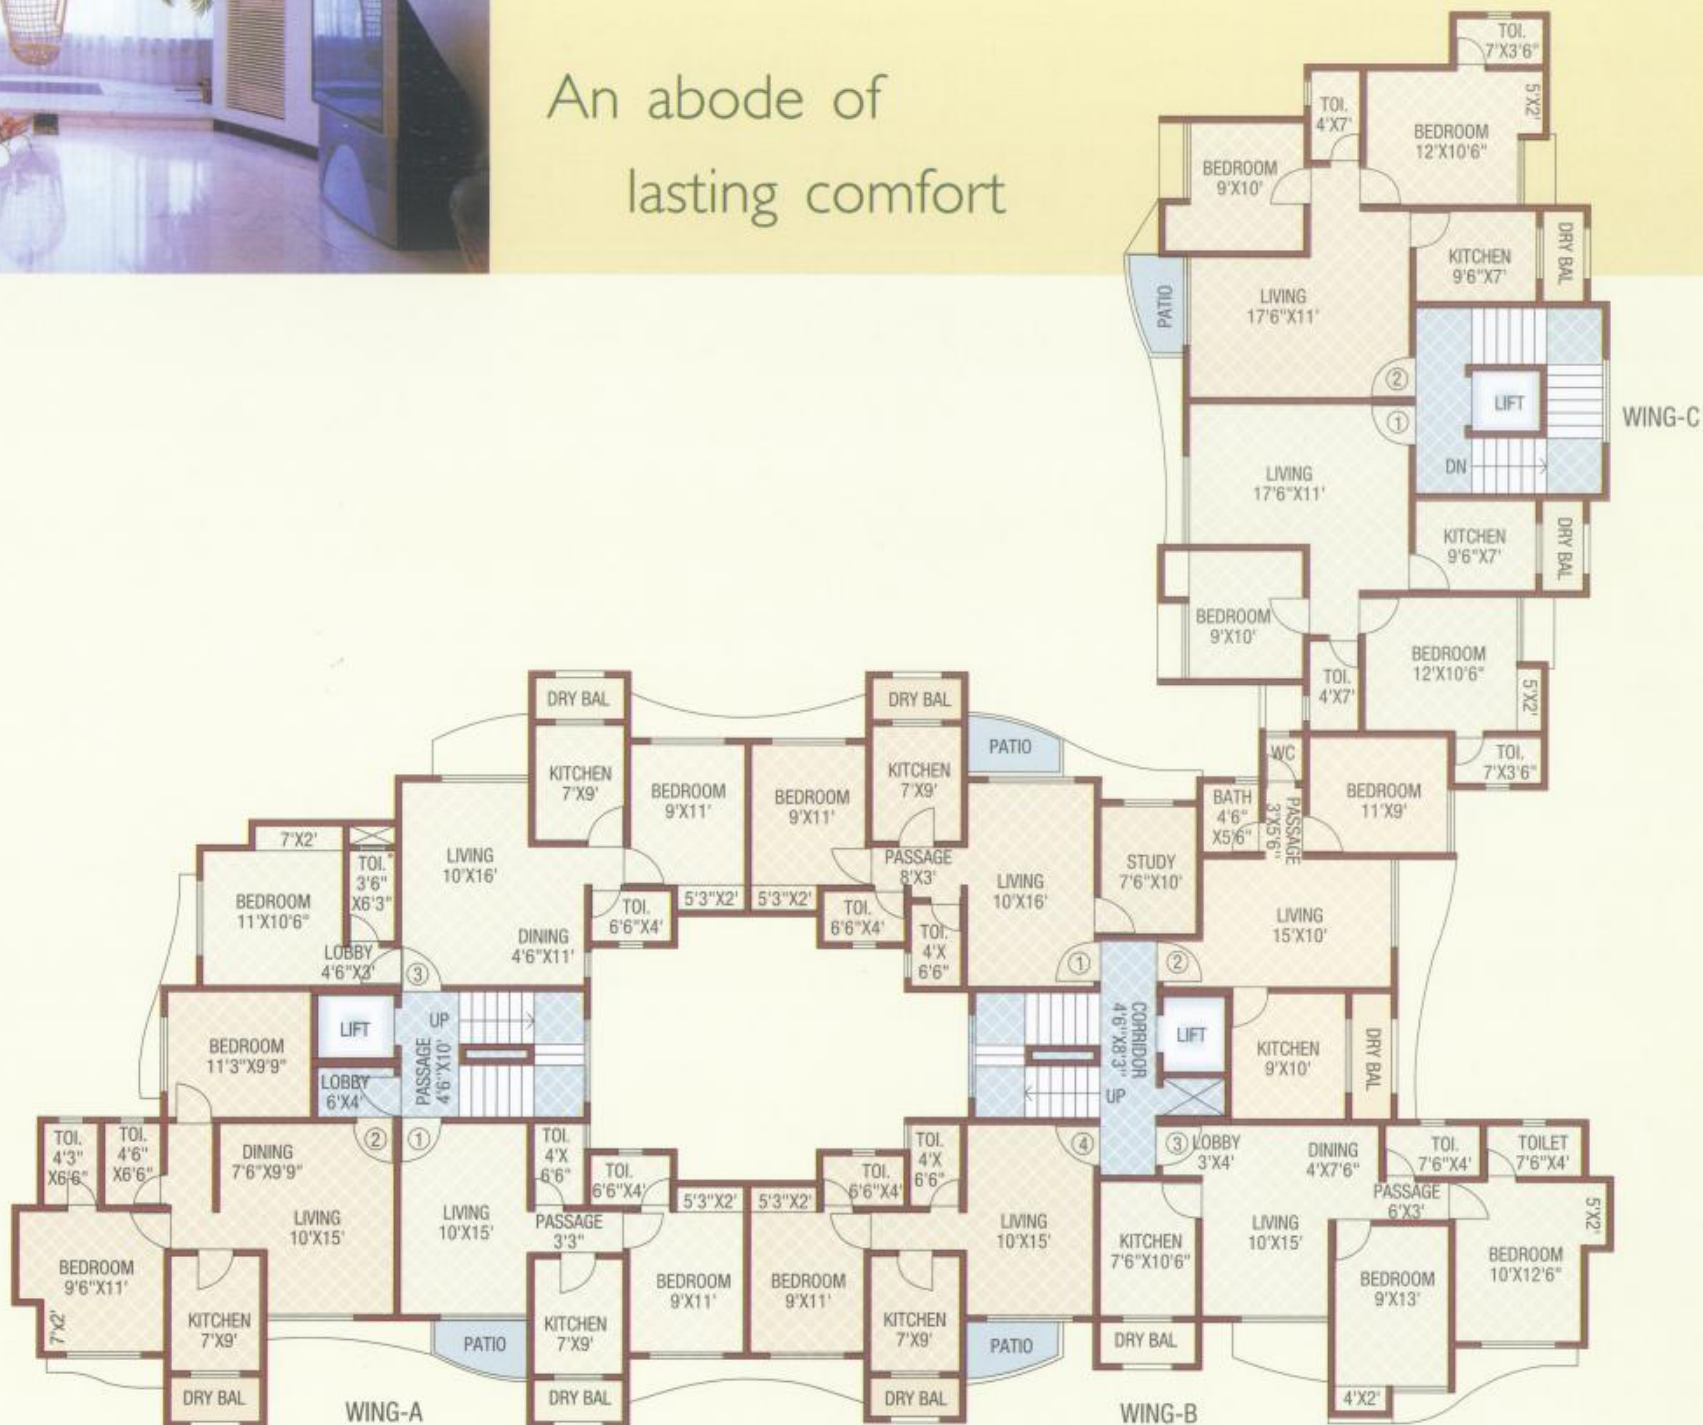 An abode of
lasting comfort
TOI.
7'X3'6"
5'X2'
TOI.
4'X7'
BEDROOM
12'X10'6"
BEDROOM
9'X10'
KITCHEN
9'6"X7'
DRY BAL
PATIO
LIVING
17'6"X11'
②
LIFT
WING-C
①
DN
LIVING
17'6"X11'
KITCHEN
9'6"X7'
DRY BAL
BEDROOM
9'X10'
BEDROOM
12'X10'6"
TOI.
4'X7'
5'X2'
TOI.
7'X3'6"
DRY BAL
KITCHEN
7'X9'
BEDROOM
9'X11'
5'3"X2'
LIVING
10'X16'
DINING
4'6"X11'
TOI.
6'6"X4'
7'X2'
TOI.
3'6"
X6'3"
BEDROOM
11'X10'6"
LOBBY
4'6"X3'
③
DRY BAL
KITCHEN
7'X9'
BEDROOM
9'X11'
5'3"X2'
PASSAGE
8'X3'
TOI.
6'6"X4'
TOI.
4'X
6'6"
PATIO
LIVING
10'X16'
STUDY
7'6"X10'
①
WC
BATH
4'6"
X5'6"
PASSAGE
3'X5'6"
BEDROOM
11'X9'
LIVING
15'X10'
②
KITCHEN
9'X10'
DRY BAL
CORRIDOR
4'6"X8'3"
LIFT
UP
BEDROOM
11'3"X9'9"
LIFT
UP
PASSAGE
4'6"X10'
LOBBY
6'X4'
TOI.
4'3"
X6'6"
TOI.
4'6"
X6'6"
DINING
7'6"X9'9"
②
LIVING
10'X15'
BEDROOM
9'6"X11'
7'X2'
KITCHEN
7'X9'
DRY BAL
①
LIVING
10'X15'
TOI.
4'X
6'6"
TOI.
6'6"X4'
5'3"X2'
PASSAGE
3'3"
BEDROOM
9'X11'
KITCHEN
7'X9'
PATIO
DRY BAL
WING-A
5'3"X2'
TOI.
6'6"X4'
TOI.
4'X
6'6"
④
LIVING
10'X15'
BEDROOM
9'X11'
KITCHEN
7'X9'
PATIO
DRY BAL
③
LOBBY
3'X4'
DINING
4'X7'6"
TOI.
7'6"X4'
TOILET
7'6"X4'
PASSAGE
6'X3'
5'X2'
LIVING
10'X15'
KITCHEN
7'6"X10'6"
DRY BAL
BEDROOM
9'X13'
BEDROOM
10'X12'6"
4'X2'
WING-B